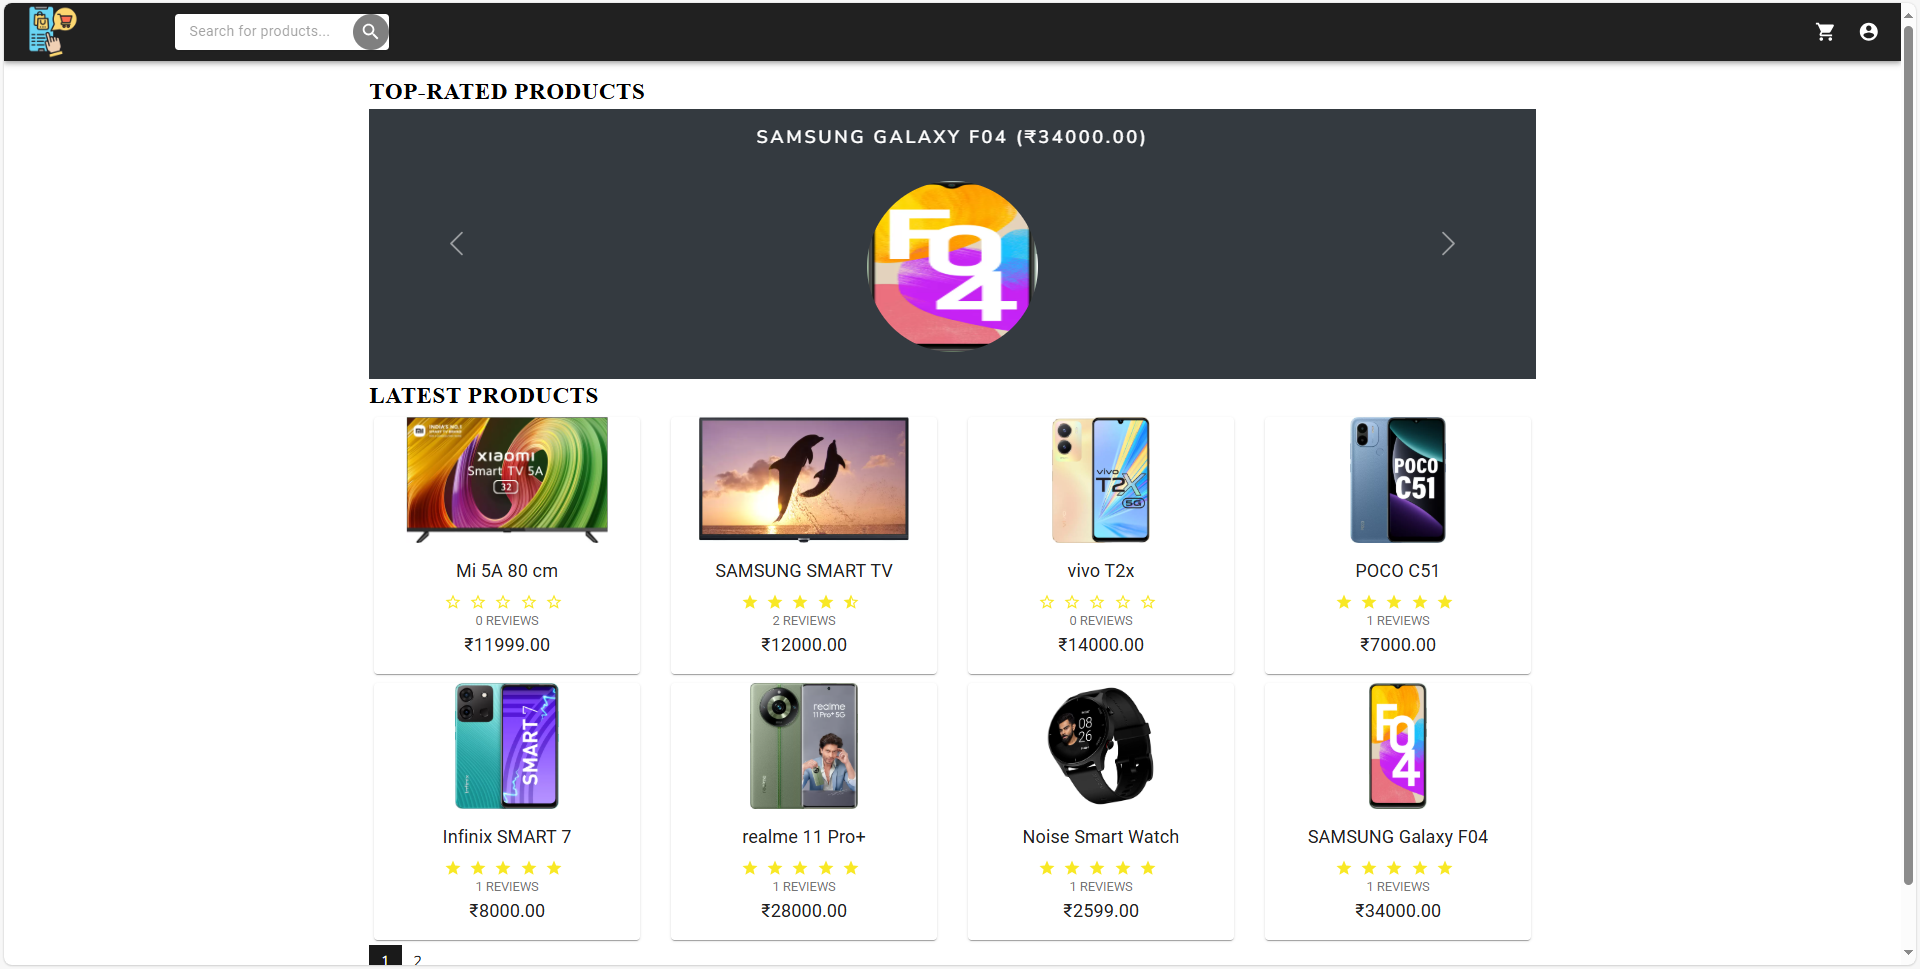 Search for products...
TOP-RATED PRODUCTS
SAMSUNG GALAXY F04 (₹34000.00)
F04
LATEST PRODUCTS
xiaomi
Smart TV 5A
32
vivo
T2X
5G
POCO
C51
Mi 5A 80 cm
SAMSUNG SMART TV
vivo T2x
POCO C51
0 REVIEWS
2 REVIEWS
0 REVIEWS
1 REVIEWS
₹11999.00
₹12000.00
₹14000.00
₹7000.00
SMART 7
realme
11 Pro+ 5G
08
26
F04
Infinix SMART 7
realme 11 Pro+
Noise Smart Watch
SAMSUNG Galaxy F04
1 REVIEWS
1 REVIEWS
1 REVIEWS
1 REVIEWS
₹8000.00
₹28000.00
₹2599.00
₹34000.00
1 2